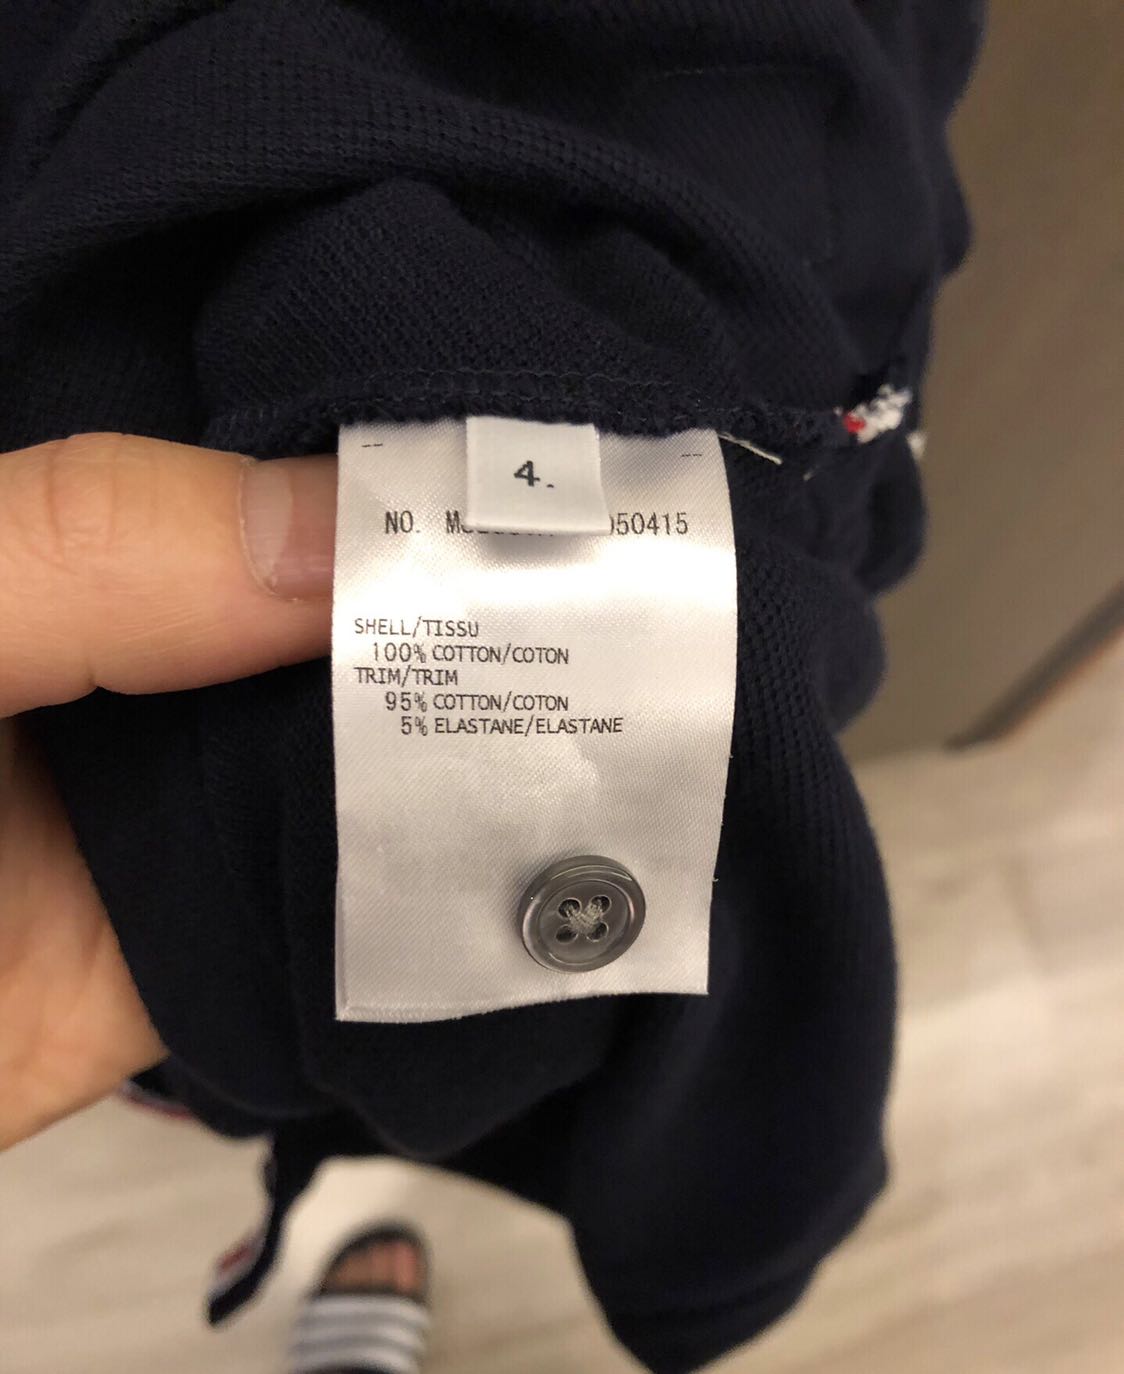 4.
NO. 050415
SHELL/TISSU
100% COTTON/COTON
TRIM/TRIM
95% COTTON/COTON
5% ELASTANE/ELASTANE